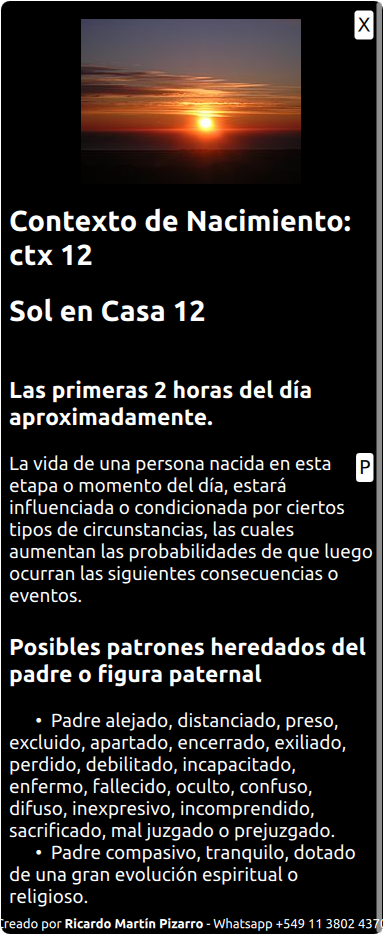 X
Contexto de Nacimiento:
ctx 12
Sol en Casa 12
Las primeras 2 horas del día
aproximadamente.
La vida de una persona nacida en esta
P
etapa o momento del día, estará
influenciada o condicionada por ciertos
tipos de circunstancias, las cuales
aumentan las probabilidades de que luego
ocurran las siguientes consecuencias o
eventos.
Posibles patrones heredados del
padre o figura paternal
• Padre alejado, distanciado, preso,
excluido, apartado, encerrado, exiliado,
perdido, debilitado, incapacitado,
enfermo, fallecido, oculto, confuso,
difuso, inexpresivo, incomprendido,
sacrificado, mal juzgado o prejuzgado.
• Padre compasivo, tranquilo, dotado
de una gran evolución espiritual o
religioso.
Creado por Ricardo Martín Pizarro - Whatsapp +549 11 3802 4370